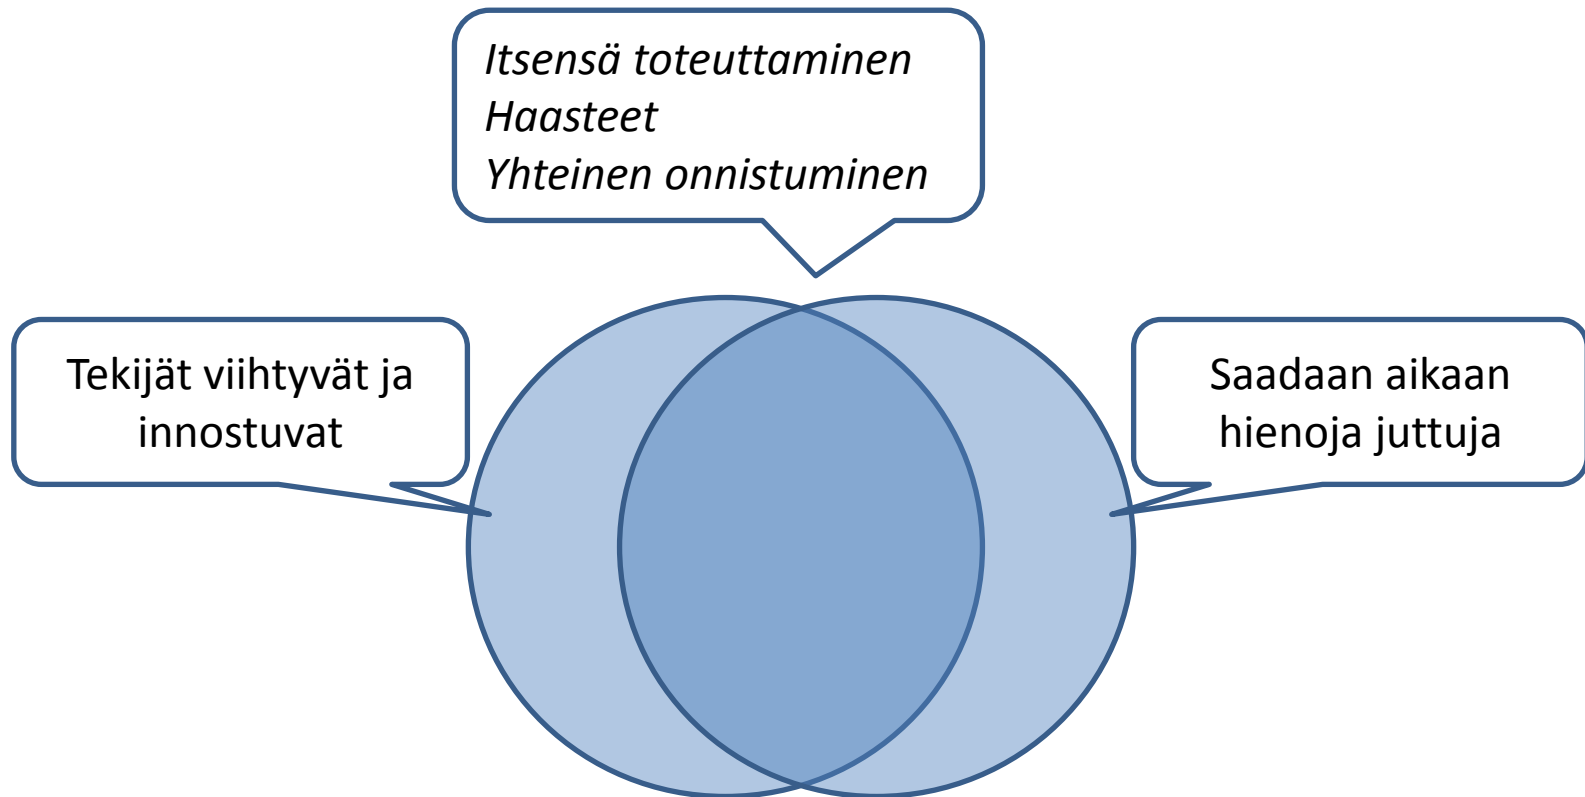 Itsensä toteuttaminen
Haasteet
Yhteinen onnistuminen
Tekijät viihtyvät ja
innostuvat
Saadaan aikaan
hienoja juttuja